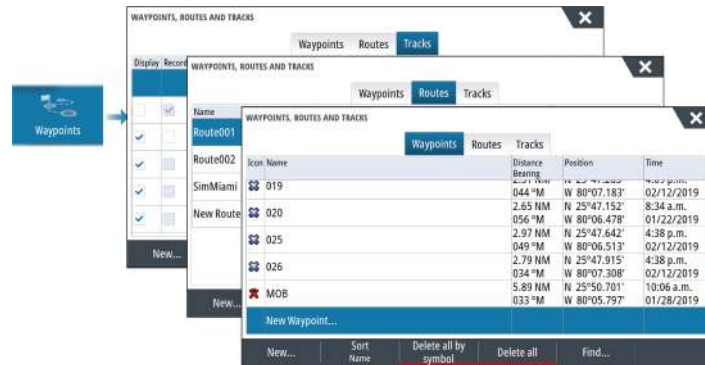 WAYPOINTS, ROUTES AND TRACKS
Waypoints Routes Tracks
Display Record
Waypoints
New...
WAYPOINTS, ROUTES AND TRACKS
Waypoints Routes Tracks
Name
Route001
Route002
SimMiami
New Route
New...
WAYPOINTS, ROUTES AND TRACKS
Waypoints Routes Tracks
Icon Name Distance Position Time
Bearing
019
044 °M W 80°07.183' 02/12/2019
2.65 NM N 25°47.152' 8:34 a.m.
020
056 °M W 80°06.478' 01/22/2019
2.97 NM N 25°47.642' 4:38 p.m.
025
049 °M W 80°06.513' 02/12/2019
2.79 NM N 25°47.915' 4:38 p.m.
026
034 °M W 80°07.308' 02/12/2019
5.89 NM N 25°50.701' 10:06 a.m.
MOB
033 °M W 80°05.797' 01/28/2019
New Waypoint...
New... Sort Name Delete all by symbol Delete all Find...